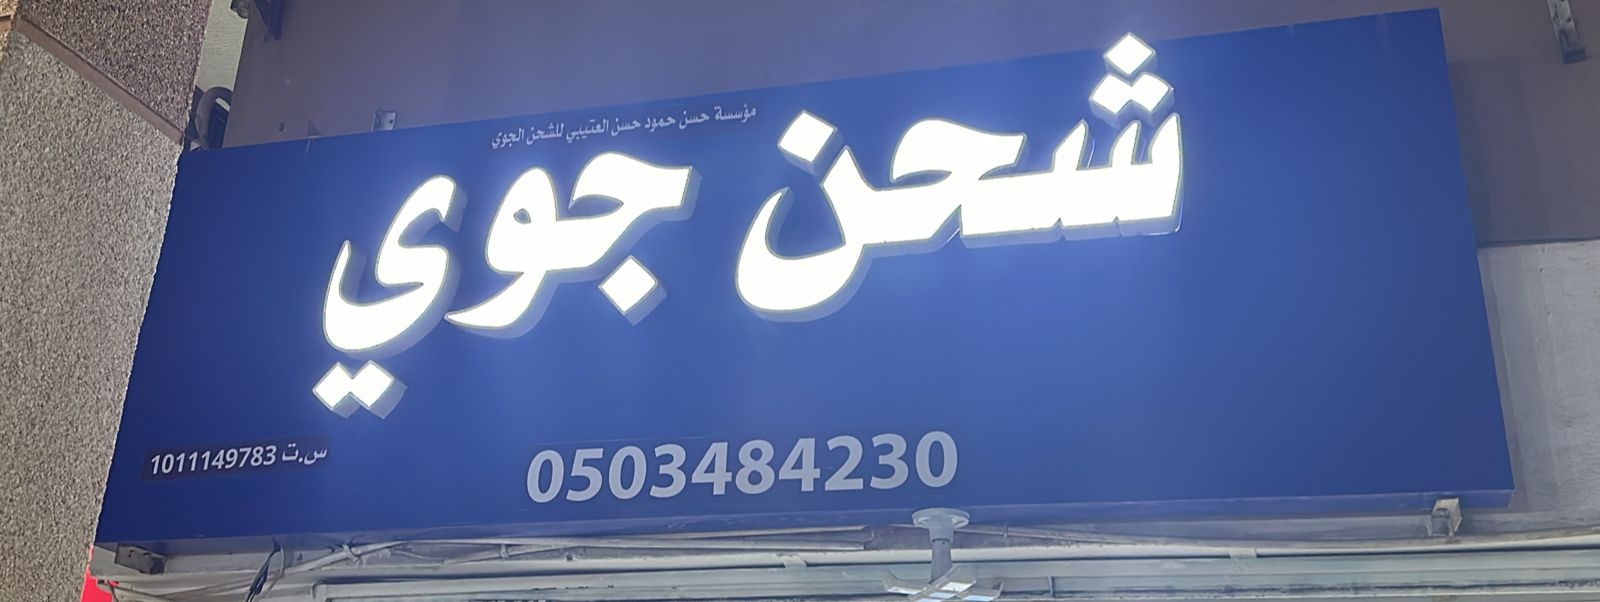 مؤسسة حسن حمود حسن العتيبي للشحن الجوي
شحن جوي
س.ت 1011149783
0503484230